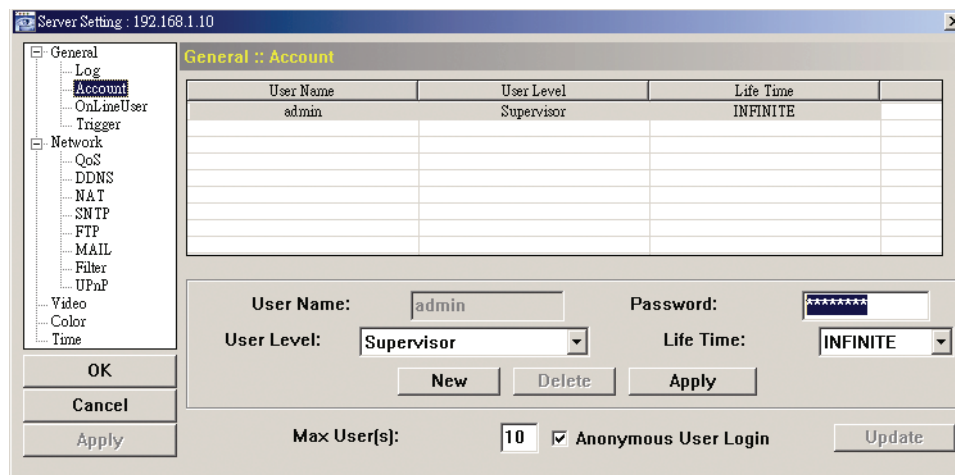 Server Setting : 192.168.1.10
General
Log
Account
OnLineUser
Trigger
Network
QoS
DDNS
NAT
SNTP
FTP
MAIL
Filter
UPnP
Video
Color
Time
OK
Cancel
Apply
General :: Account
User Name User Level Life Time
admin Supervisor INFINITE
User Name: admin Password: ********
User Level: Supervisor Life Time: INFINITE
New Delete Apply
Max User(s): 10 Anonymous User Login Update